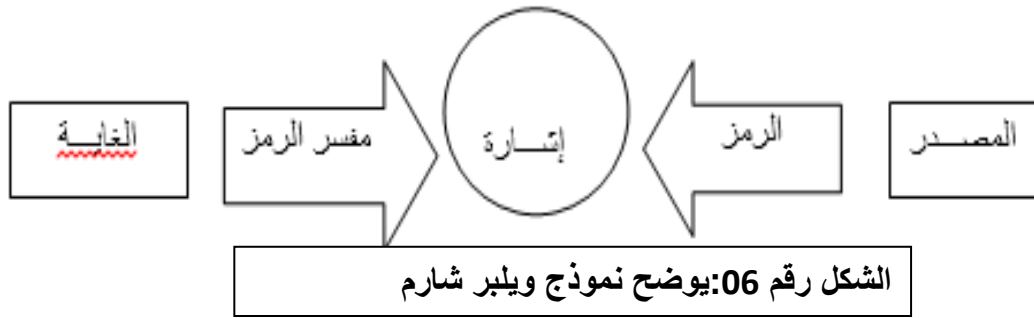 المصـــدر
الرمز
إشـــارة
مفسر الرمز
الغايـــة
الشكل رقم 06:يوضح نموذج ويلبر شارم